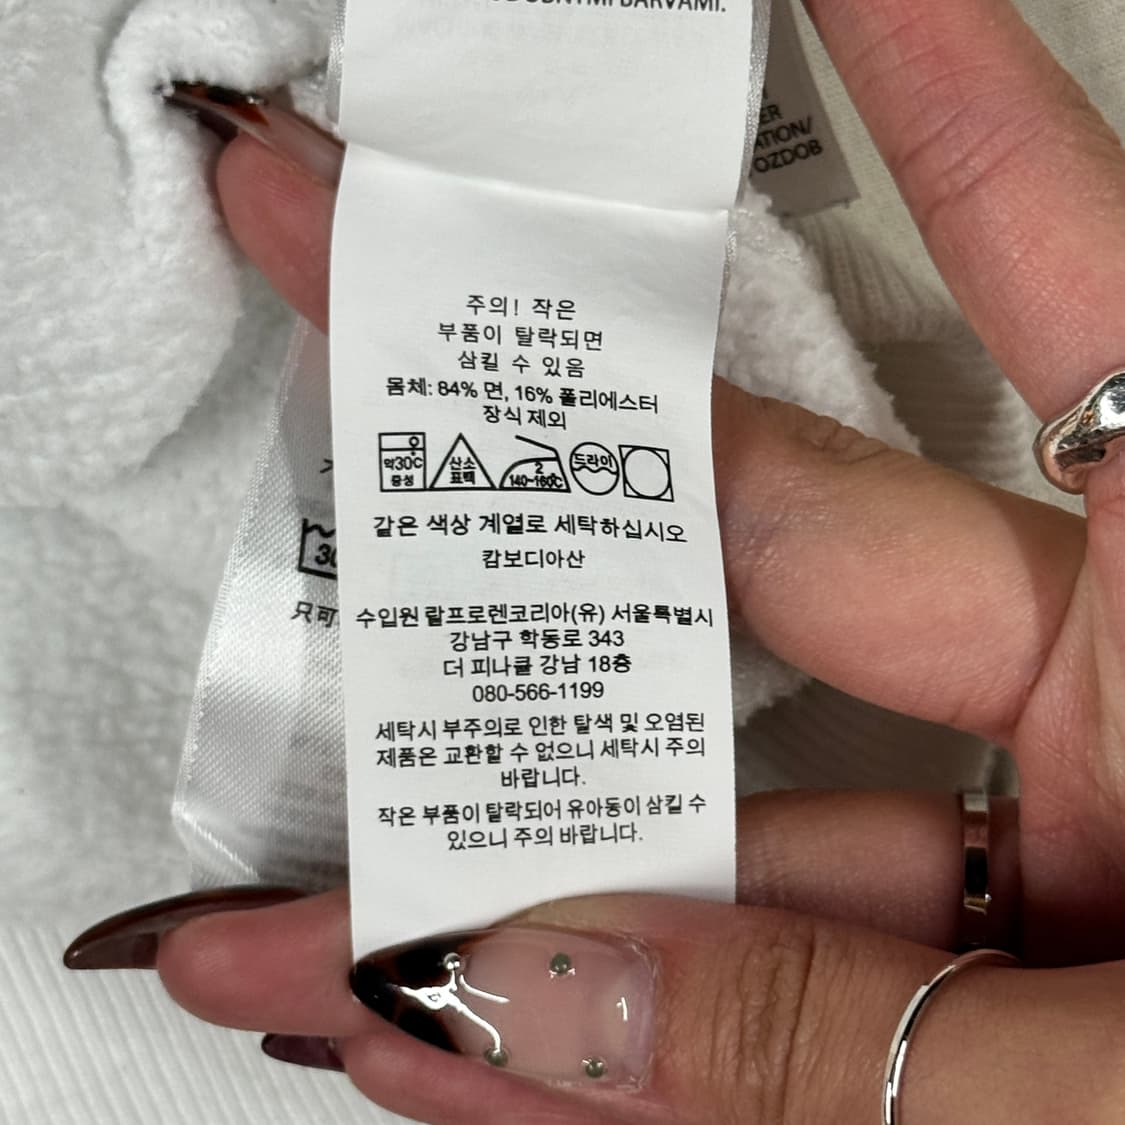 주의! 작은
부품이 탈락되면
삼킬 수 있음
몸체: 84% 면, 16% 폴리에스터
장식 제외
약30℃
중성
산소
표백
2
140~160℃
드라이
같은 색상 계열로 세탁하십시오
캄보디아산
수입원 랄프로렌코리아(유) 서울특별시
강남구 학동로 343
더 피나클 강남 18층
080-566-1199
세탁시 부주의로 인한 탈색 및 오염된
제품은 교환할 수 없으니 세탁시 주의
바랍니다.
작은 부품이 탈락되어 유아동이 삼킬 수
있으니 주의 바랍니다.
ER
ATION/
OZDOB
30
只可